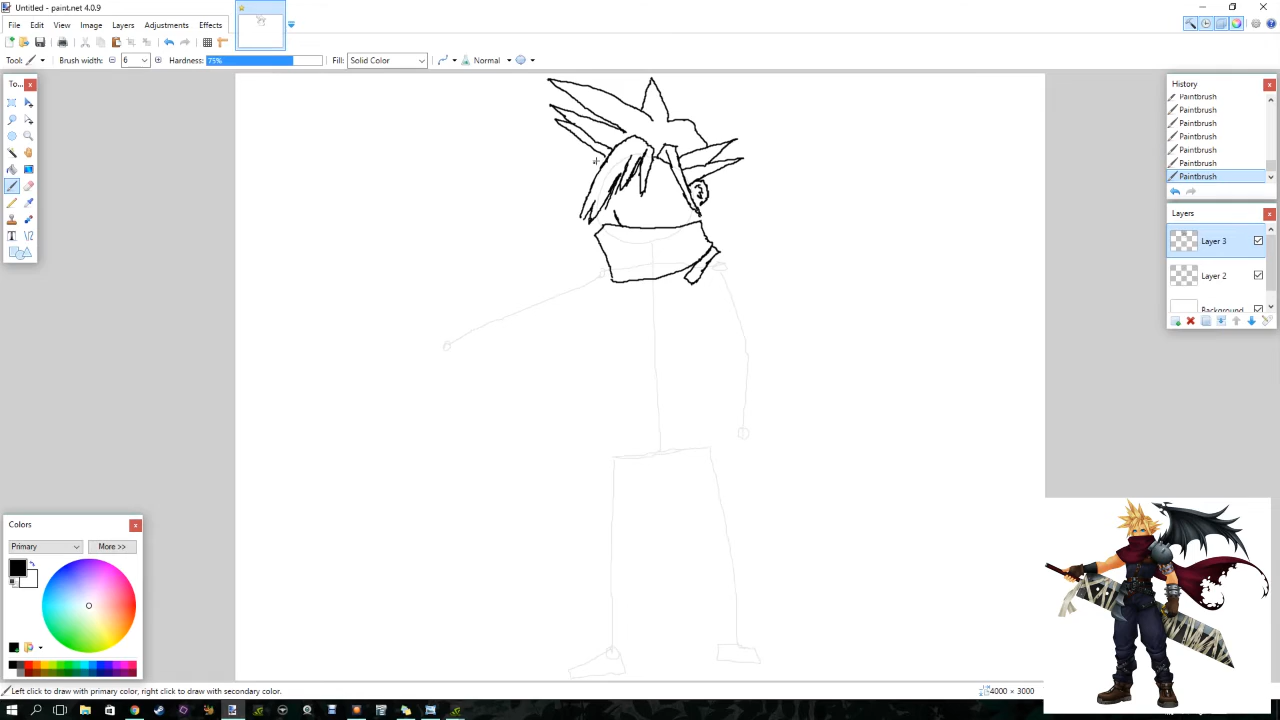 Untitled - paint.net 4.0.9
File Edit View Image Layers Adjustments Effects
Tool: Brush width: 6 Hardness: 75% Fill: Solid Color Normal
To...
History
Paintbrush
Paintbrush
Paintbrush
Paintbrush
Paintbrush
Paintbrush
Paintbrush
Layers
Layer 3
Layer 2
Background
Colors
Primary More >>
Left click to draw with primary color, right click to draw with secondary color.
4000 × 3000